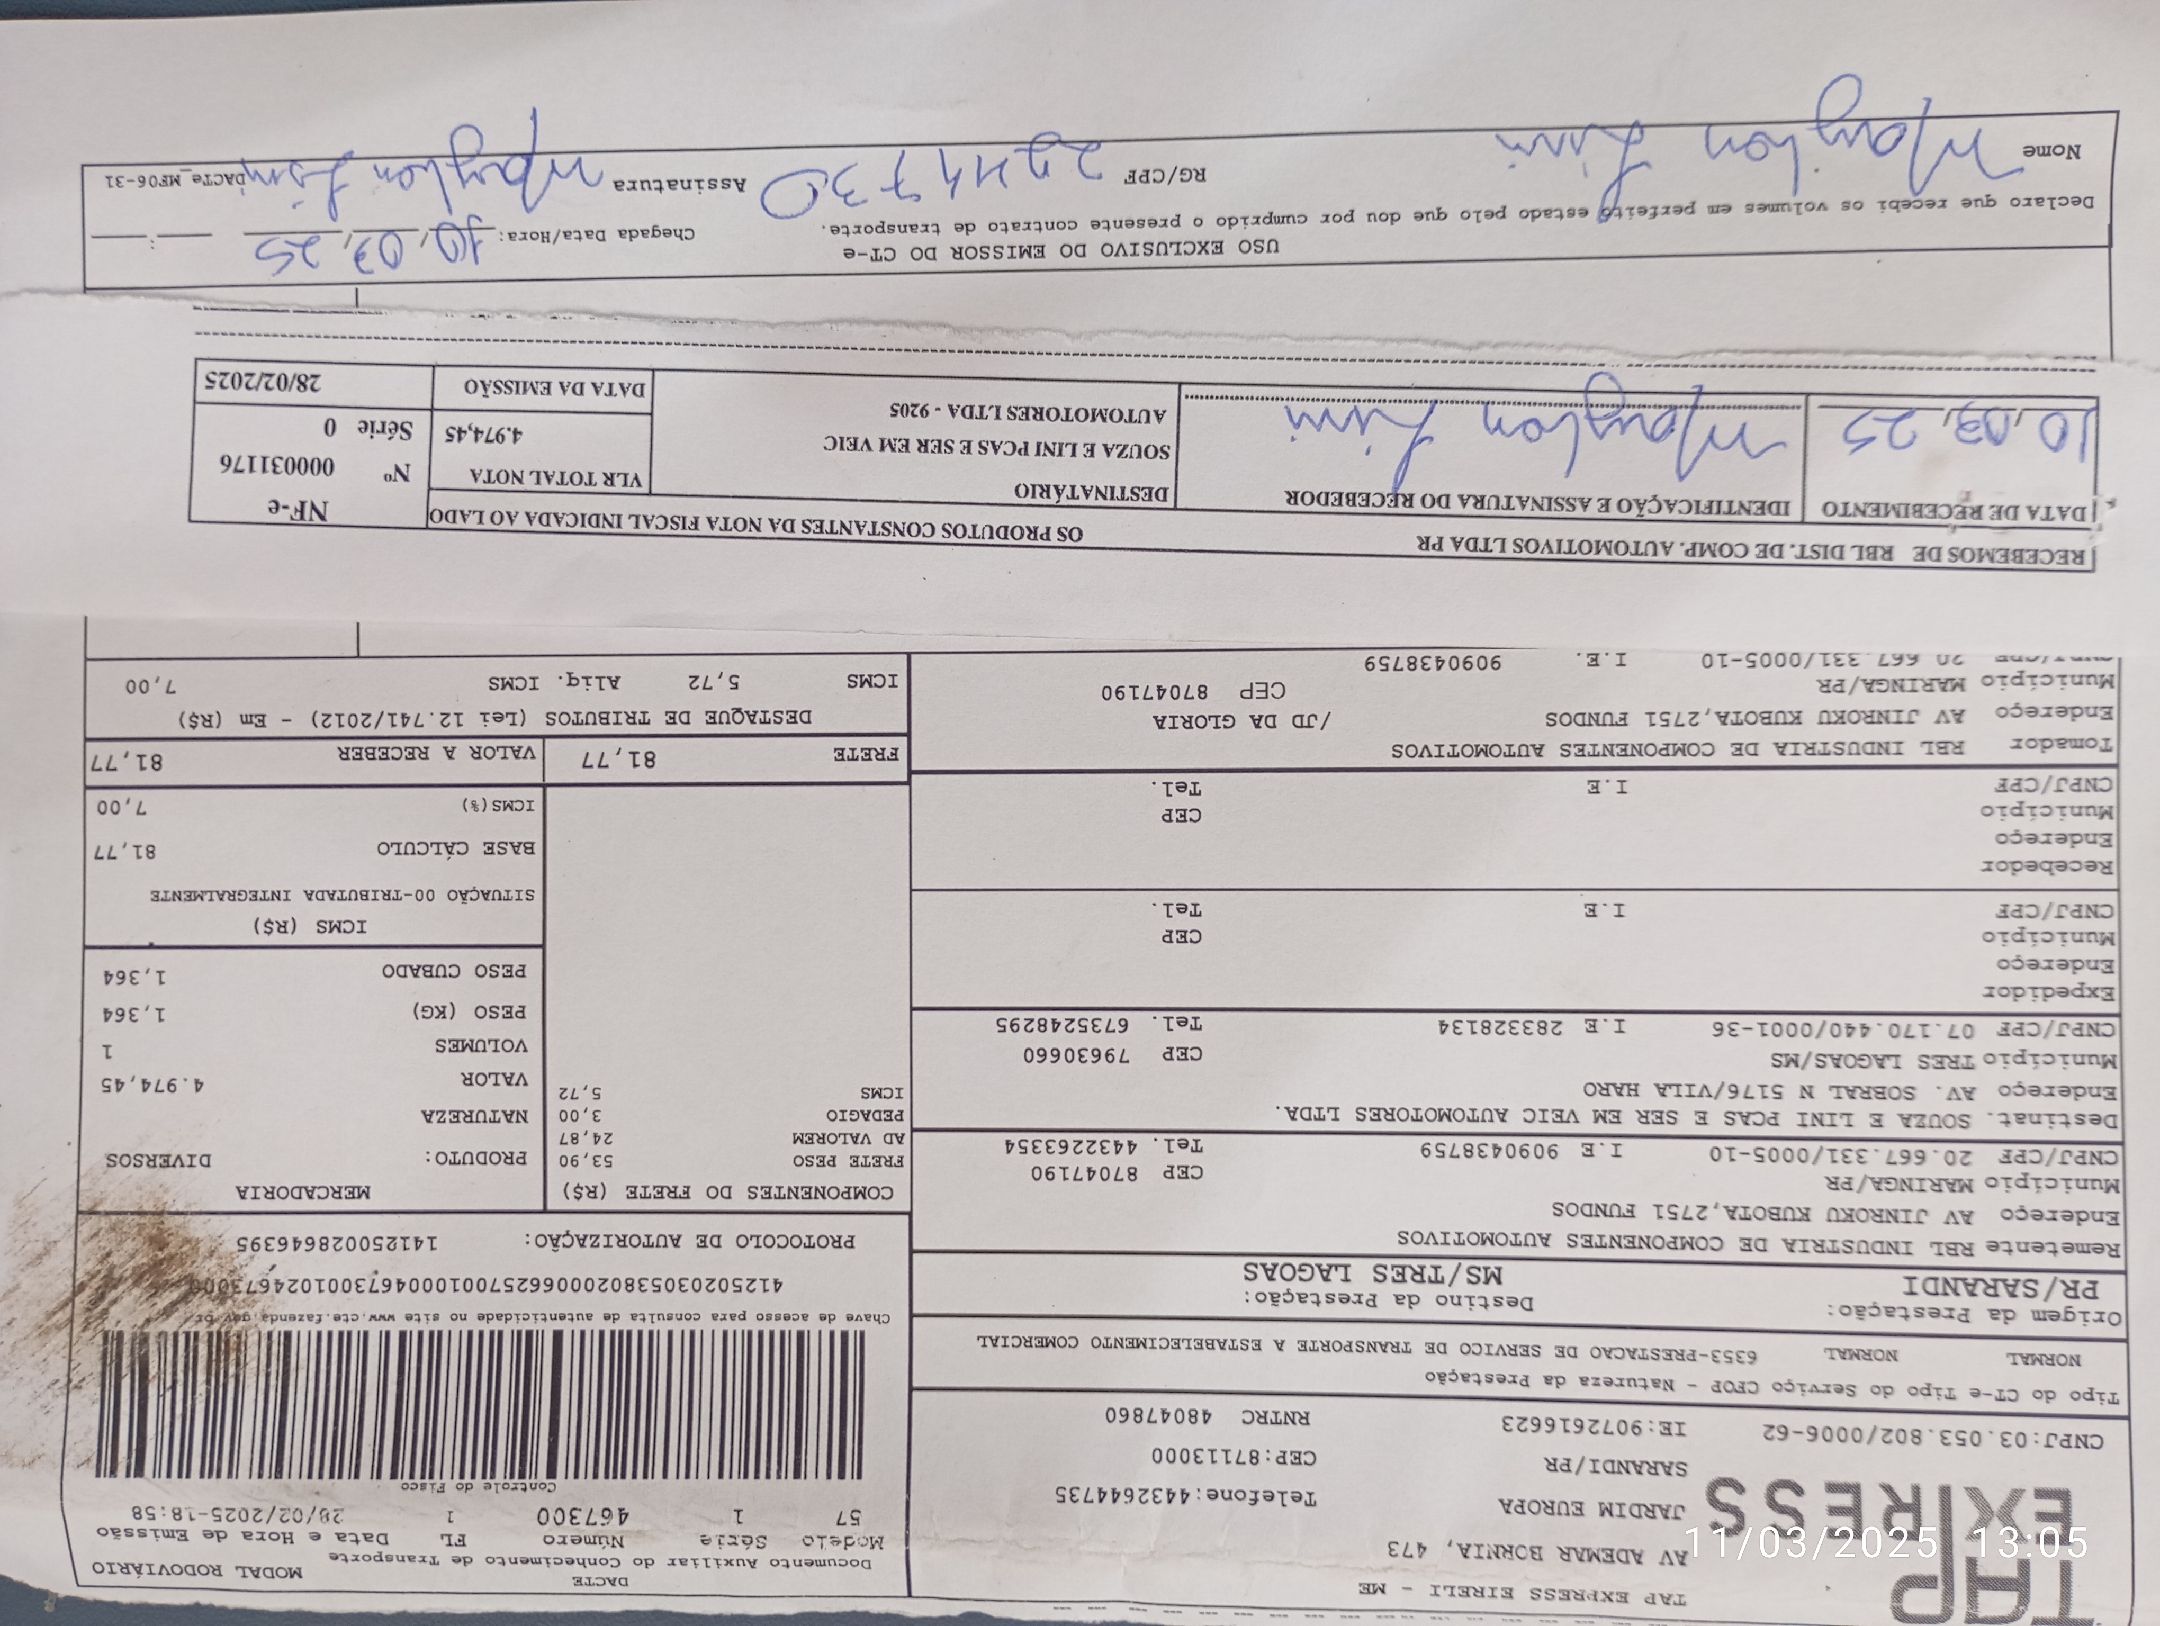 TAP
EXPRESS
TAP EXPRESS EIRELI - ME
AV ADEMAR BORNIA, 473
JARDIM EUROPA Telefone:4432644735
SARANDI/PR CEP:87113000
CNPJ:03.053.802/0006-62 IE:9072616623 RNTRC 48047860
DACTE
Documento Auxiliar do Conhecimento de Transporte MODAL RODOVIÁRIO
Modelo Série Número FL Data e Hora de Emissão
57 1 467300 1 28/02/2025-18:58
Controle do Fisco
Chave de acesso para consulta de autenticidade no site www.cte.fazenda.gov.br
PROTOCOLO DE AUTORIZAÇÃO: 141250028646395
Tipo do CT-e Tipo do Serviço CFOP - Natureza da Prestação
NORMAL NORMAL 6353-PRESTACAO DE SERVICO DE TRANSPORTE A ESTABELECIMENTO COMERCIAL
Origem da Prestação: Destino da Prestação:
PR/SARANDI MS/TRES LAGOAS
Remetente RBL INDUSTRIA DE COMPONENTES AUTOMOTIVOS
Endereço AV JINROKU KUBOTA,2751 FUNDOS
Município MARINGA/PR CEP 87047190
CNPJ/CPF 20.667.331/0005-10 I.E 9090438759 Tel. 4432263354
Destinat. SOUZA E LINI PCAS E SER EM VEIC AUTOMOTORES LTDA.
Endereço AV. SOBRAL N 5176/VILA HARO
Município TRES LAGOAS/MS CEP 79630660
CNPJ/CPF 07.170.440/0001-36 I.E 283328134 Tel. 6735248295
Expedidor
Endereço
Município CEP
CNPJ/CPF I.E Tel.
Recebedor
Endereço
Município CEP
CNPJ/CPF I.E Tel.
Tomador RBL INDUSTRIA DE COMPONENTES AUTOMOTIVOS
Endereço AV JINROKU KUBOTA,2751 FUNDOS /JD DA GLORIA
Município MARINGA/PR CEP 87047190
CNPJ/CPF 20.667.331/0005-10 I.E. 9090438759
COMPONENTES DO FRETE (R$)
FRETE PESO 53,90
AD VALOREM 24,87
PEDAGIO 3,00
ICMS 5,72
MERCADORIA
PRODUTO: DIVERSOS
NATUREZA
VALOR 4.974,45
VOLUMES 1
PESO (KG) 1,364
PESO CUBADO 1,364
ICMS (R$)
SITUAÇÃO 00-TRIBUTADA INTEGRALMENTE
BASE CÁLCULO 81,77
ICMS(%) 7,00
FRETE 81,77 VALOR A RECEBER 81,77
DESTAQUE DE TRIBUTOS (Lei 12.741/2012) - Em (R$)
ICMS 5,72 Aliq. ICMS 7,00
RECEBEMOS DE RBL DIST. DE COMP. AUTOMOTIVOS LTDA PR OS PRODUTOS CONSTANTES DA NOTA FISCAL INDICADA AO LADO
DATA DE RECEBIMENTO
10,03,25
IDENTIFICAÇÃO E ASSINATURA DO RECEBEDOR
Mayglon Lini
DESTINATÁRIO
SOUZA E LINI PCAS E SER EM VEIC
AUTOMOTORES LTDA - 9205
VLR TOTAL NOTA
4.974,45
DATA DA EMISSÃO
28/02/2025
NF-e
Nº 000031176
Série 0
USO EXCLUSIVO DO EMISSOR DO CT-e
Declaro que recebi os volumes em perfeito estado pelo que dou por cumprido o presente contrato de transporte.
Chegada Data/Hora: 10,03,25 :
Nome Mayglon Lini RG/CPF Assinatura Mayglon Lini
DACTe_MF06-31
11/03/2025 13:05